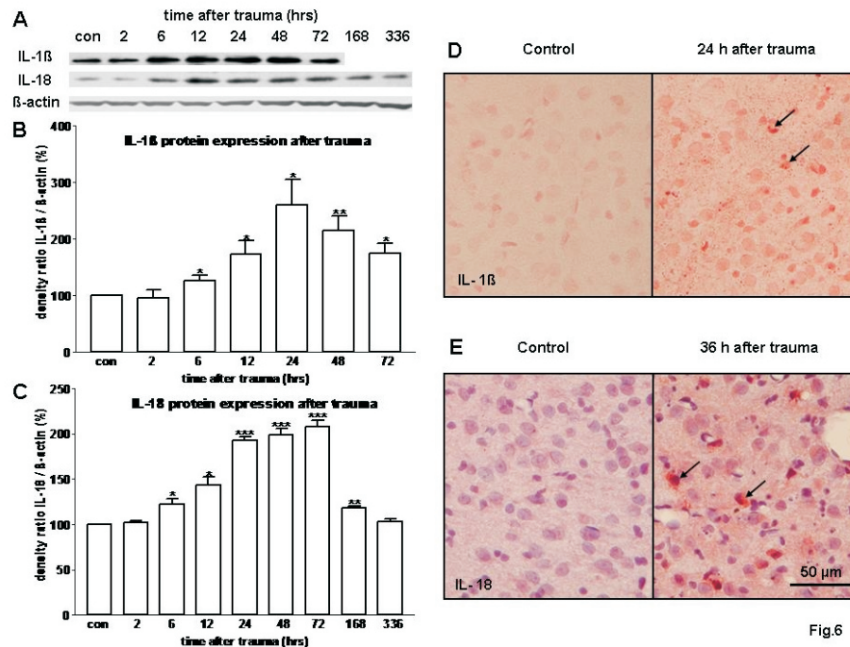 A
time after trauma (hrs)
con 2 6 12 24 48 72 168 336
IL-1ß
IL-18
ß-actin
B
IL-1ß protein expression after trauma
density ratio IL-1ß / ß-actin (%)
400
300
200
100
0
*
*
*
**
*
con 2 6 12 24 48 72
time after trauma (hrs)
C
IL-18 protein expression after trauma
density ratio IL-18 / ß-actin (%)
250
200
150
100
50
0
*
*
***
***
***
**
con 2 6 12 24 48 72 168 336
time after trauma (hrs)
D
Control 24 h after trauma
IL- 1ß
E
Control 36 h after trauma
IL- 18
50 µm
Fig.6